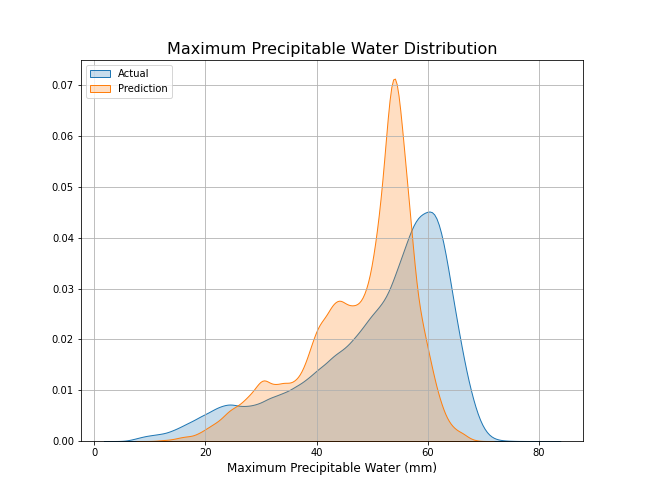 Maximum Precipitable Water Distribution
Actual
Prediction
0.07
0.06
0.05
0.04
0.03
0.02
0.01
0.00
0 20 40 60 80
Maximum Precipitable Water (mm)